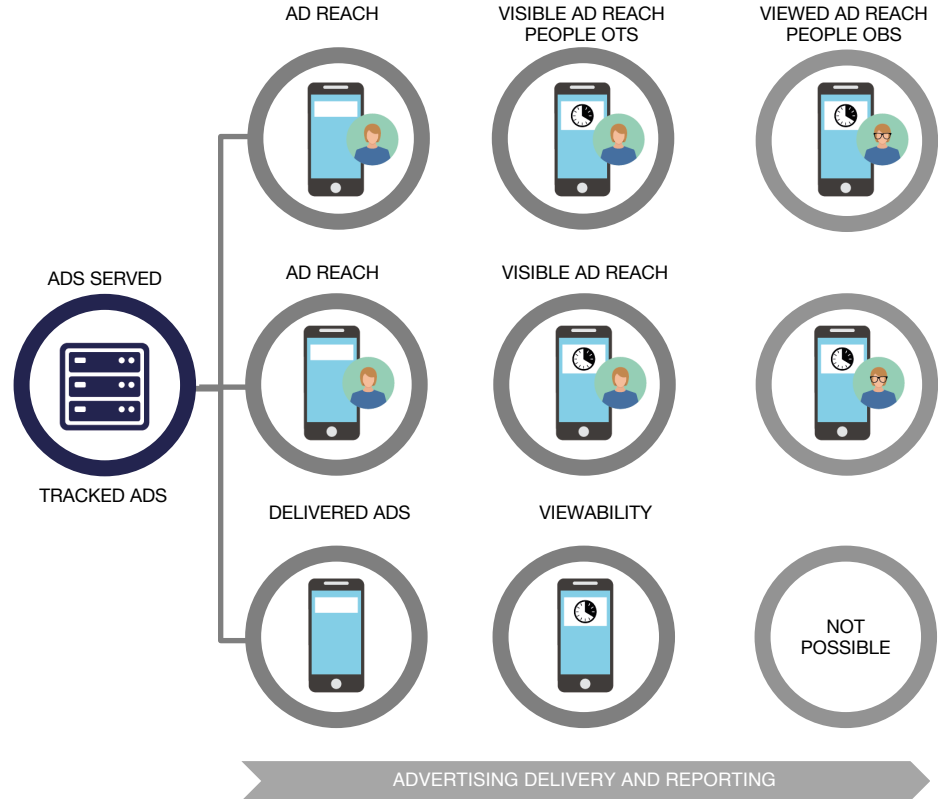 AD REACH
VISIBLE AD REACH
PEOPLE OTS
VIEWED AD REACH
PEOPLE OBS
ADS SERVED
TRACKED ADS
AD REACH
VISIBLE AD REACH
DELIVERED ADS
VIEWABILITY
NOT
POSSIBLE
ADVERTISING DELIVERY AND REPORTING